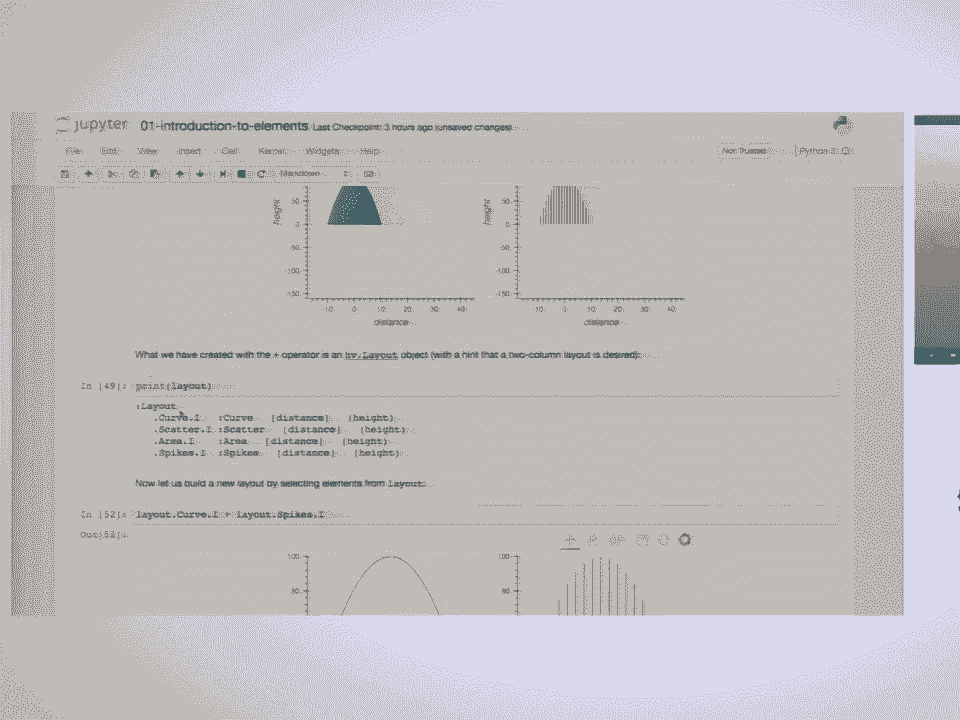 jupyter 01-introduction-to-elements Last Checkpoint: 3 hours ago (unsaved changes)
File Edit View Insert Cell Kernel Widgets Help Not Trusted Python 3
Markdown
50 50
height height
0 0
-50 -50
-100 -100
-150 -150
-10 0 10 20 30 40 -10 0 10 20 30 40
distance distance
What we have created with the + operator is an hv.Layout object (with a hint that a two-column layout is desired):
In [49]: print(layout)
:Layout
.Curve.I :Curve [distance] (height)
.Scatter.I :Scatter [distance] (height)
.Area.I :Area [distance] (height)
.Spikes.I :Spikes [distance] (height)
Now let us build a new layout by selecting elements from layout:
In [52]: layout.Curve.I + layout.Spikes.I
Out[52]:
100 100
80 80